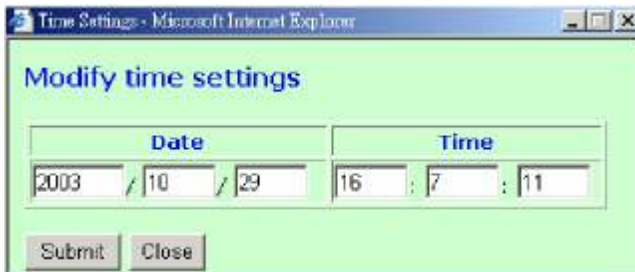 Time Settings - Microsoft Internet Explorer
Modify time settings
Date Time
2003 / 10 / 29 16 : 7 : 11
Submit Close